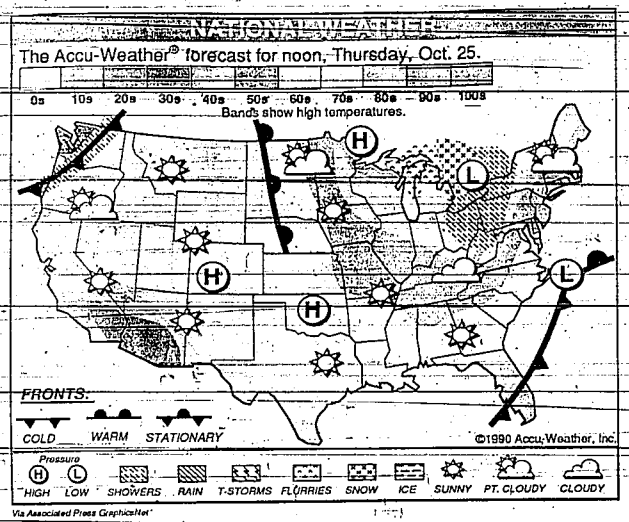 NATIONAL WEATHER
The Accu-Weather® forecast for noon, Thursday, Oct. 25.
0s 10s 20s 30s 40s 50s 60s 70s 80s 90s 100s
Bands show high temperatures.
H
L
H
L
H
FRONTS:
COLD WARM STATIONARY
©1990 Accu-Weather, Inc.
Pressure
H L
HIGH LOW SHOWERS RAIN T-STORMS FLURRIES SNOW ICE SUNNY PT. CLOUDY CLOUDY
Via Associated Press GraphicsNet